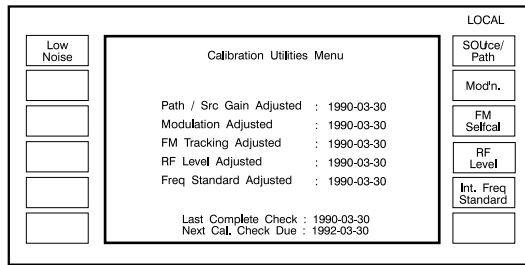 LOCAL
Low
Noise
Calibration Utilities Menu
SOUrce/
Path
Mod'n.
Path / Src Gain Adjusted : 1990-03-30
Modulation Adjusted : 1990-03-30
FM Tracking Adjusted : 1990-03-30
RF Level Adjusted : 1990-03-30
Freq Standard Adjusted : 1990-03-30
FM
Selfcal
RF
Level
Int. Freq
Standard
Last Complete Check : 1990-03-30
Next Cal. Check Due : 1992-03-30